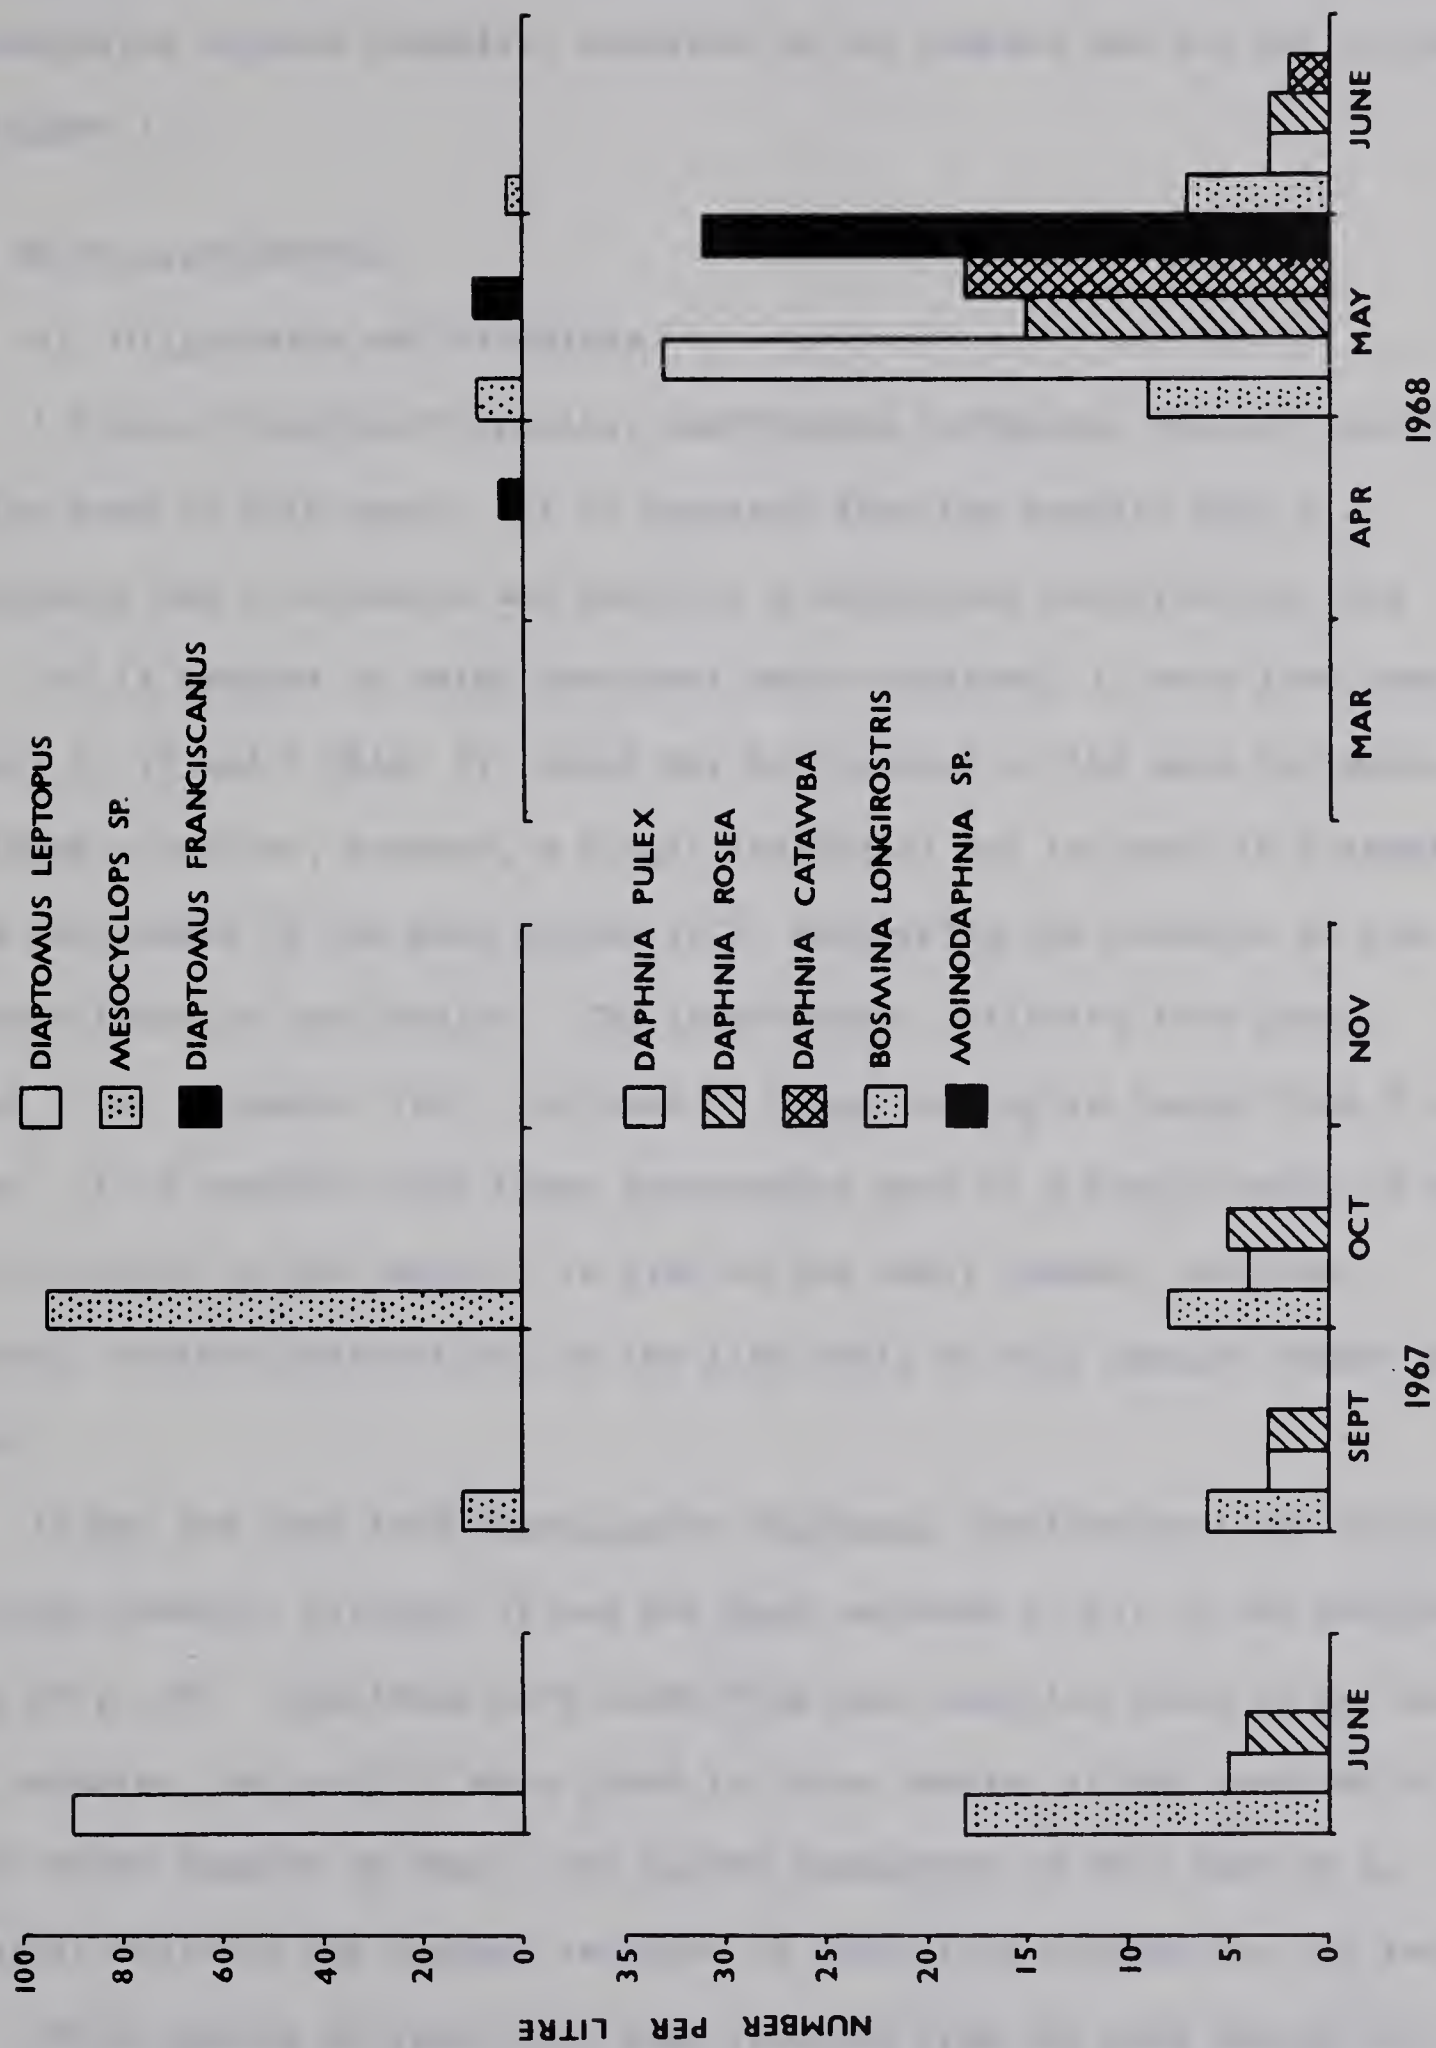 NUMBER PER LITRE
100
80
60
40
20
0
DIAPTOMUS LEPTOPUS
MESOCYCLOPS SP.
DIAPTOMUS FRANCISCANUS
35
30
25
20
15
10
5
0
DAPHNIA PULEX
DAPHNIA ROSEA
DAPHNIA CATAWBA
BOSMINA LONGIROSTRIS
MOINODAPHNIA SP.
JUNE SEPT OCT NOV MAR APR MAY JUNE
1967 1968